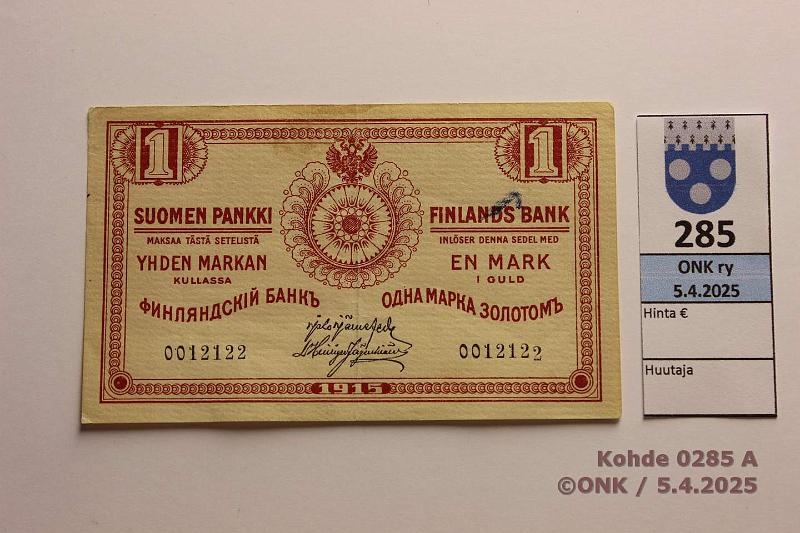 1 1
SUOMEN PANKKI
MAKSAA TÄSTÄ SETELISTÄ
YHDEN MARKAN
KULLASSA
FINLANDS BANK
INLÖSER DENNA SEDEL MED
EN MARK
I GULD
ФИНЛЯНДСКІЙ БАНКЪ
ОДНА МАРКА ЗОЛОТОМЪ
0012122
0012122
1915
285
ONK ry
5.4.2025
Hinta €
Huutaja
Kohde 0285 A
©ONK / 5.4.2025